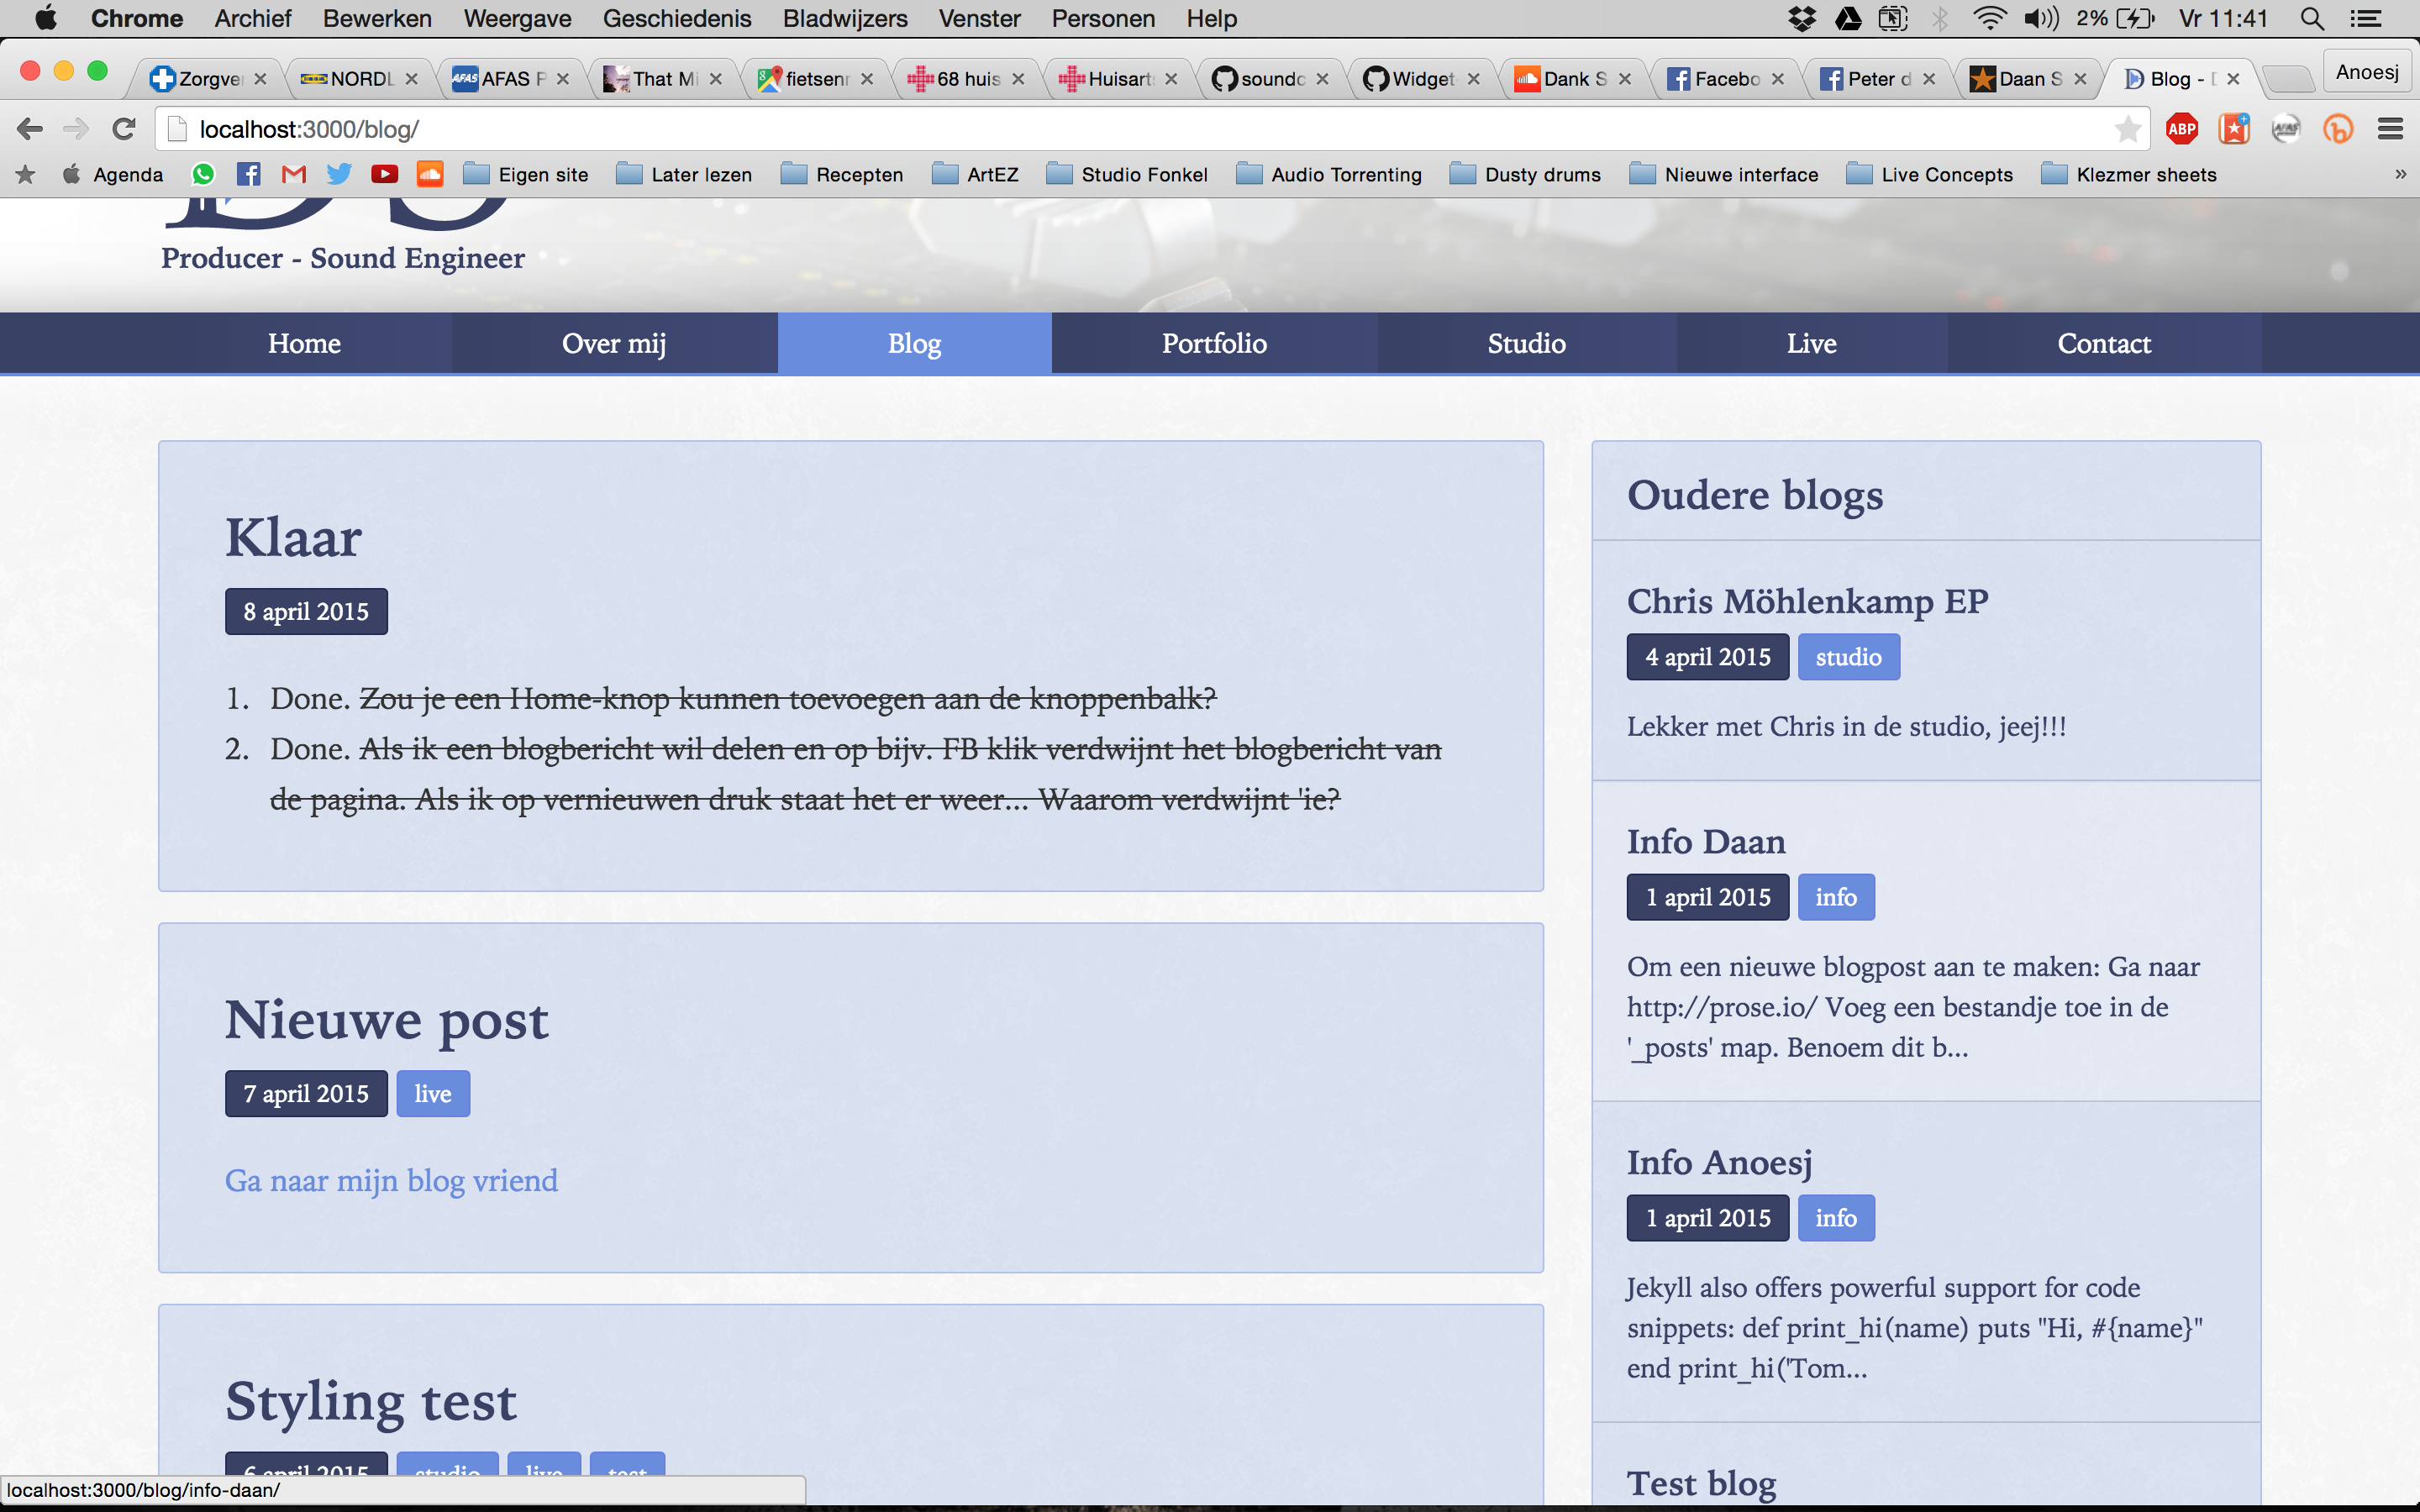 Chrome Archief Bewerken Weergave Geschiedenis Bladwijzers Venster Personen Help 2% Vr 11:41
Zorgve NORDL AFAS P That Mi fietsenr 68 huis Huisarts soundc Widget Dank S Facebo Peter d Daan S Blog - D Anoesj
localhost:3000/blog/ ABP
Agenda Eigen site Later lezen Recepten ArtEZ Studio Fonkel Audio Torrenting Dusty drums Nieuwe interface Live Concepts Klezmer sheets »
Producer - Sound Engineer
Home Over mij Blog Portfolio Studio Live Contact
Klaar
8 april 2015
1. Done. Zou je een Home-knop kunnen toevoegen aan de knoppenbalk?
2. Done. Als ik een blogbericht wil delen en op bijv. FB klik verdwijnt het blogbericht van
de pagina. Als ik op vernieuwen druk staat het er weer... Waarom verdwijnt 'ie?
Nieuwe post
7 april 2015 live
Ga naar mijn blog vriend
Styling test
6 april 2015 studio live test
Oudere blogs
Chris Möhlenkamp EP
4 april 2015 studio
Lekker met Chris in de studio, jeej!!!
Info Daan
1 april 2015 info
Om een nieuwe blogpost aan te maken: Ga naar
http://prose.io/ Voeg een bestandje toe in de
'_posts' map. Benoem dit b...
Info Anoesj
1 april 2015 info
Jekyll also offers powerful support for code
snippets: def print_hi(name) puts "Hi, #{name}"
end print_hi('Tom...
Test blog
localhost:3000/blog/info-daan/